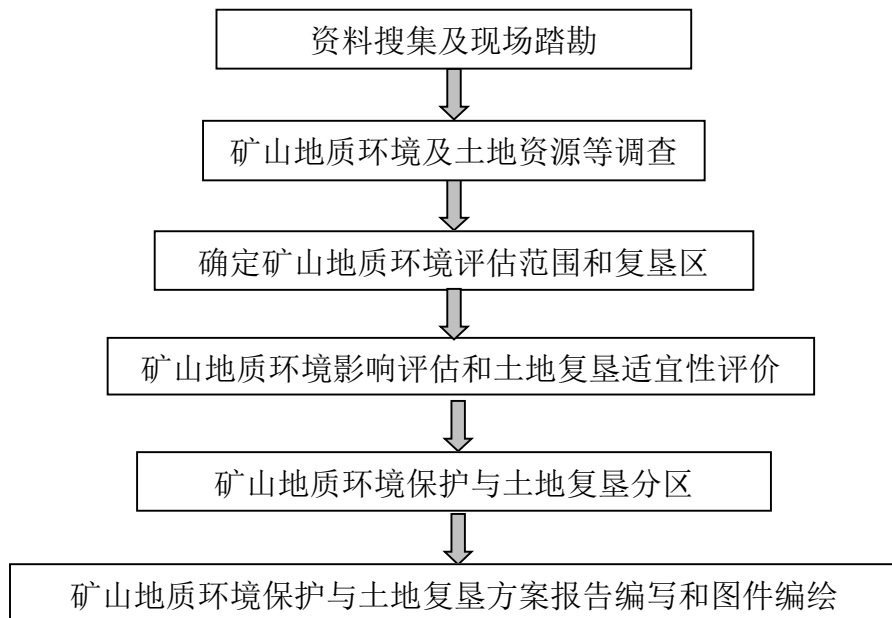 资料搜集及现场踏勘
矿山地质环境及土地资源等调查
确定矿山地质环境评估范围和复垦区
矿山地质环境影响评估和土地复垦适宜性评价
矿山地质环境保护与土地复垦分区
矿山地质环境保护与土地复垦方案报告编写和图件编绘